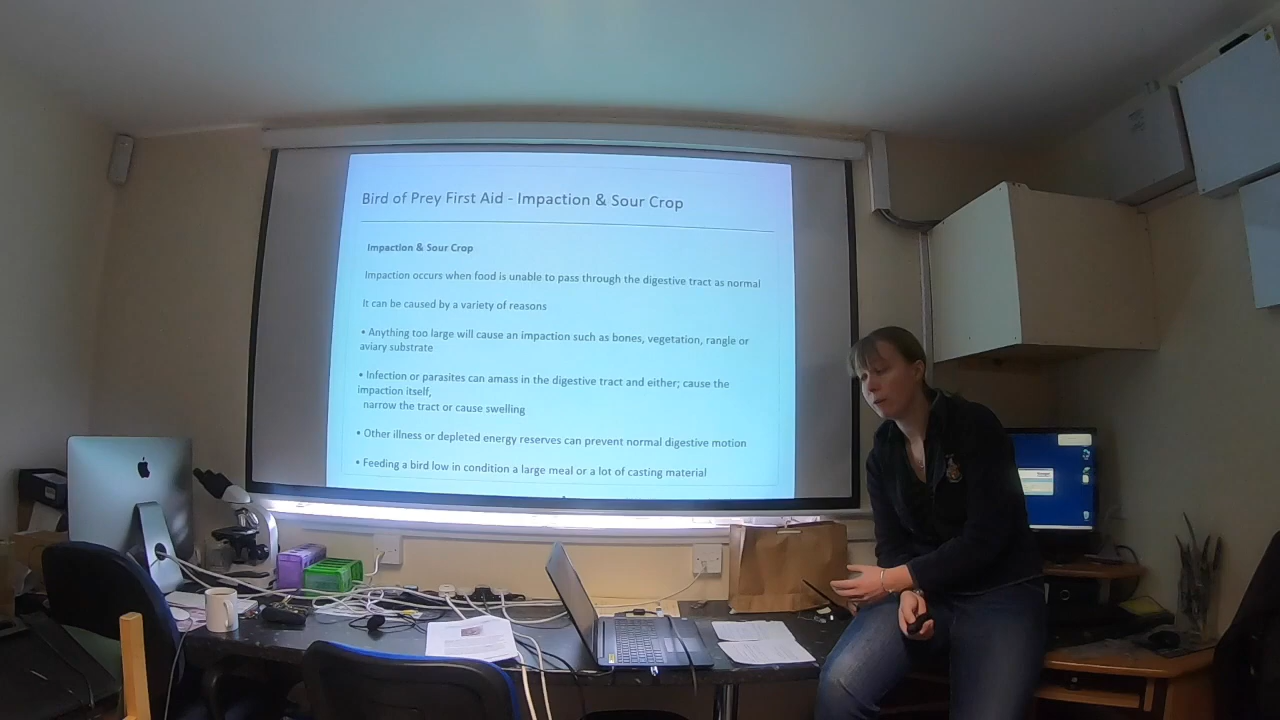 Bird of Prey First Aid - Impaction & Sour Crop
Impaction & Sour Crop
Impaction occurs when food is unable to pass through the digestive tract as normal
It can be caused by a variety of reasons
• Anything too large will cause an impaction such as bones, vegetation, rangle or
aviary substrate
• Infection or parasites can amass in the digestive tract and either; cause the
impaction itself,
narrow the tract or cause swelling
• Other illness or depleted energy reserves can prevent normal digestive motion
• Feeding a bird low in condition a large meal or a lot of casting material